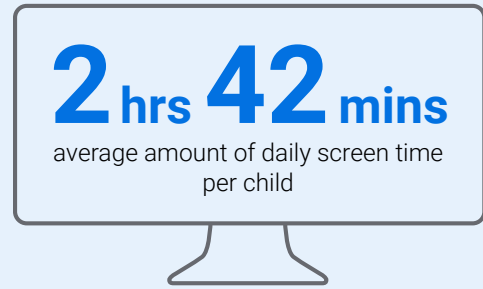 2 hrs 42 mins
average amount of daily screen time
per child